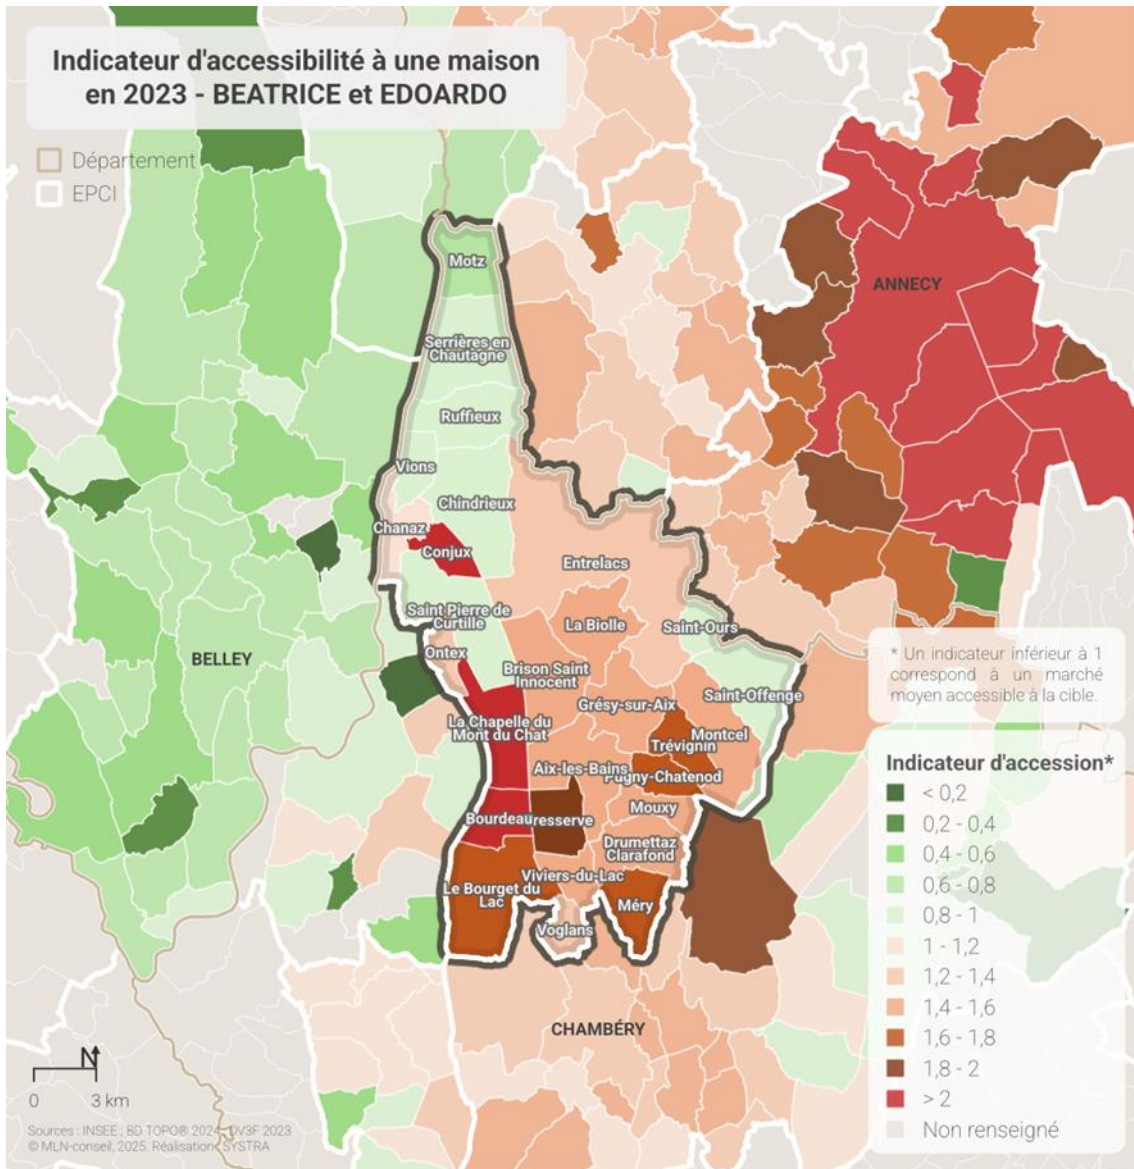 Indicateur d'accessibilité à une maison
en 2023 - BEATRICE et EDOARDO
Département
EPCI
Motz
ANNECY
Serrières en
Chautagne
Ruffieux
Vions
Chindrieux
Chanaz
Conjux
Entrelacs
Saint Pierre de
Curtille
La Biolle
Saint-Ours
BELLEY
Ontex
Brison Saint
Innocent
Saint-Offenge
Grésy-sur-Aix
La Chapelle du
Mont du Chat
Montcel
Trévignin
Aix-les-Bains
Pugny-Chatenod
Mouxy
Bourdeau
resserve
Drumettaz
Clarafond
Viviers-du-Lac
Le Bourget du
Lac
Méry
Voglans
CHAMBÉRY
* Un indicateur inférieur à 1
correspond à un marché
moyen accessible à la cible.
Indicateur d'accession*
< 0,2
0,2 - 0,4
0,4 - 0,6
0,6 - 0,8
0,8 - 1
1 - 1,2
1,2 - 1,4
1,4 - 1,6
1,6 - 1,8
1,8 - 2
> 2
Non renseigné
N
0 3 km
Sources : INSEE ; BD TOPO® 2024 ; DV3F 2023
© MLN-conseil, 2025. Réalisation : SYSTRA